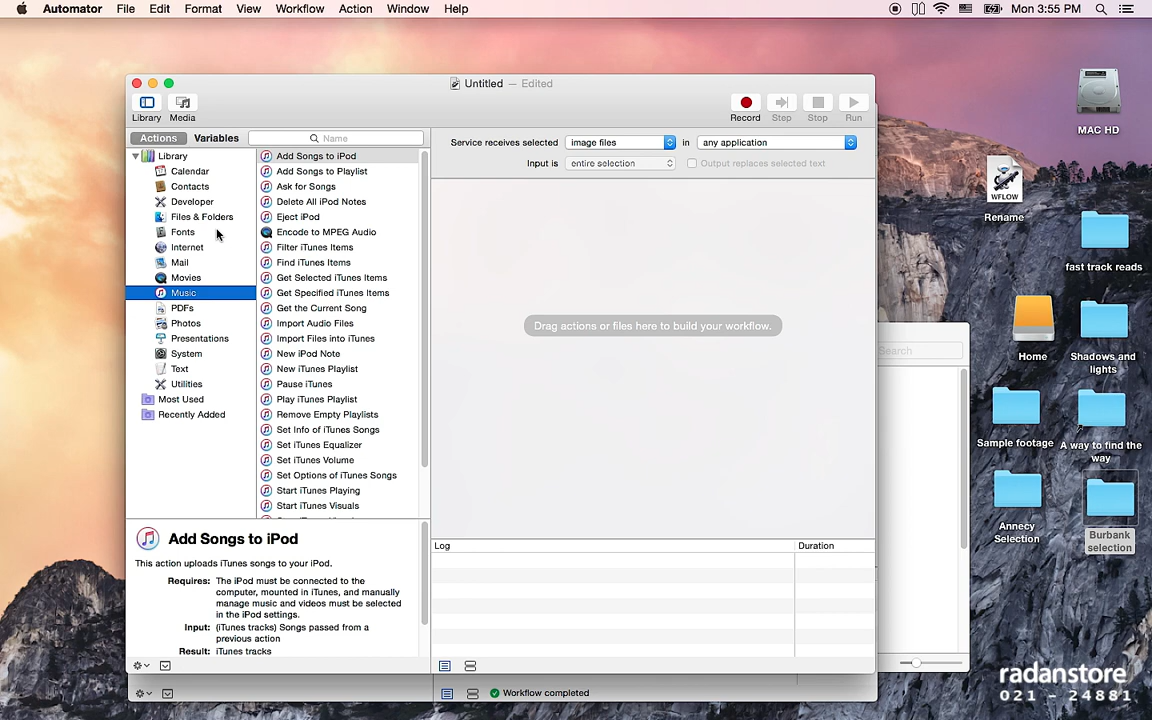 Automator File Edit Format View Workflow Action Window Help Mon 3:55 PM
Untitled — Edited
Library Media Record Step Stop Run
Actions Variables Name
Service receives selected image files in any application
Input is entire selection Output replaces selected text
Library
Calendar
Contacts
Developer
Files & Folders
Fonts
Internet
Mail
Movies
Music
PDFs
Photos
Presentations
System
Text
Utilities
Most Used
Recently Added
Add Songs to iPod
Add Songs to Playlist
Ask for Songs
Delete All iPod Notes
Eject iPod
Encode to MPEG Audio
Filter iTunes Items
Find iTunes Items
Get Selected iTunes Items
Get Specified iTunes Items
Get the Current Song
Import Audio Files
Import Files into iTunes
New iPod Note
New iTunes Playlist
Pause iTunes
Play iTunes Playlist
Remove Empty Playlists
Set Info of iTunes Songs
Set iTunes Equalizer
Set iTunes Volume
Set Options of iTunes Songs
Start iTunes Playing
Start iTunes Visuals
Drag actions or files here to build your workflow.
Add Songs to iPod
This action uploads iTunes songs to your iPod.
Requires: The iPod must be connected to the
computer, mounted in iTunes, and manually
manage music and videos must be selected
in the iPod settings.
Input: (iTunes tracks) Songs passed from a
previous action
Result: iTunes tracks
Log Duration
Workflow completed
Search
MAC HD
WFLOW
Rename
fast track reads
Home
Shadows and
lights
Sample footage
A way to find the
way
Annecy
Selection
Burbank
selection
radanstore
021 - 24881